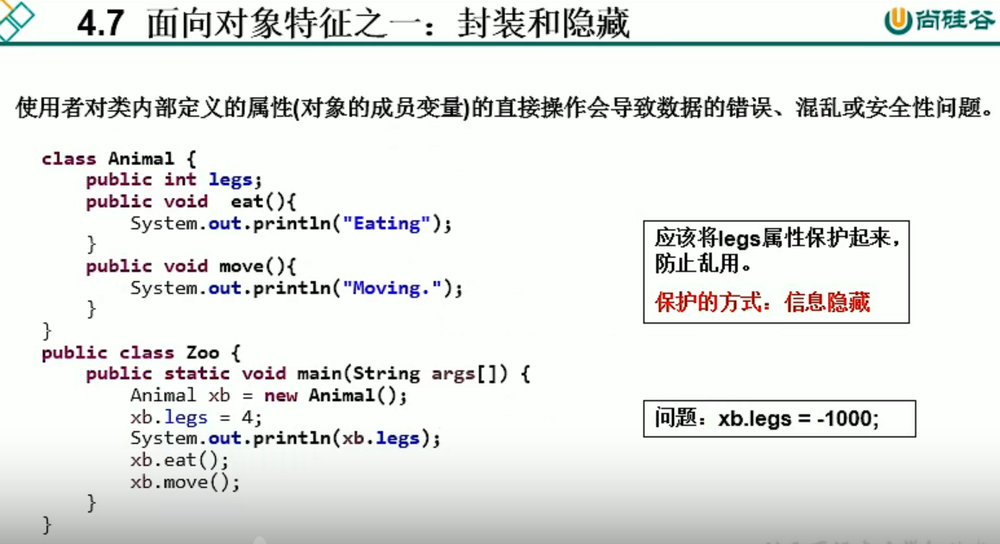 4.7 面向对象特征之一：封装和隐藏
尚硅谷
使用者对类内部定义的属性(对象的成员变量)的直接操作会导致数据的错误、混乱或安全性问题。
class Animal {
public int legs;
public void  eat(){
System.out.println("Eating");
}
public void move(){
System.out.println("Moving.");
}
}
public class Zoo {
public static void main(String args[]) {
Animal xb = new Animal();
xb.legs = 4;
System.out.println(xb.legs);
xb.eat();
xb.move();
}
}
应该将legs属性保护起来，
防止乱用。
保护的方式：信息隐藏
问题：xb.legs = -1000;